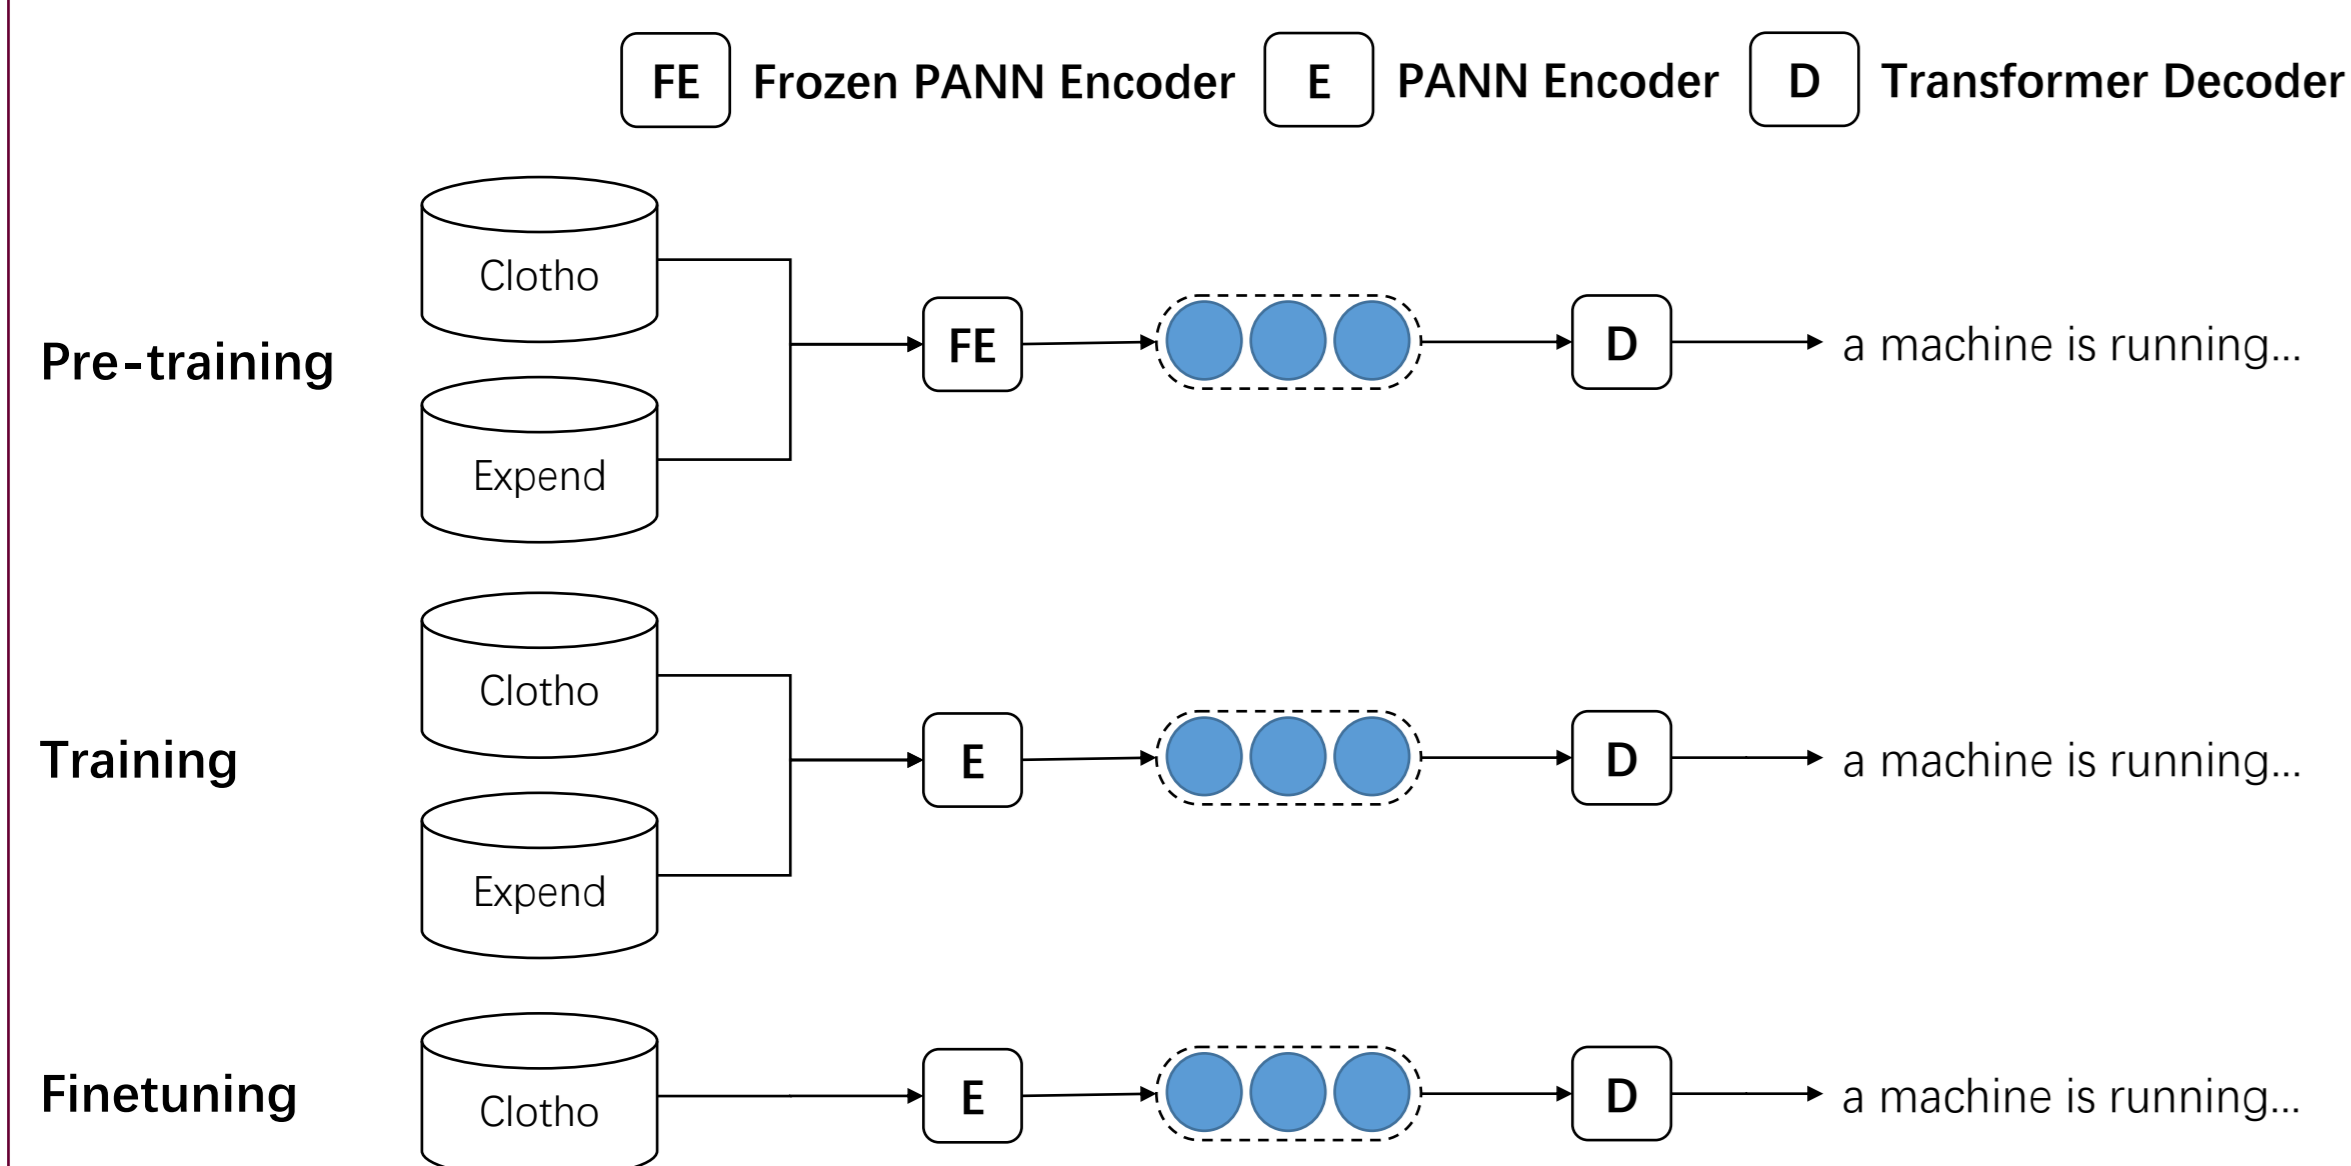 FE Frozen PANN Encoder E PANN Encoder D Transformer Decoder
Clotho
Pre-training FE D a machine is running...
Expend
Clotho
Training E D a machine is running...
Expend
Finetuning Clotho E D a machine is running...